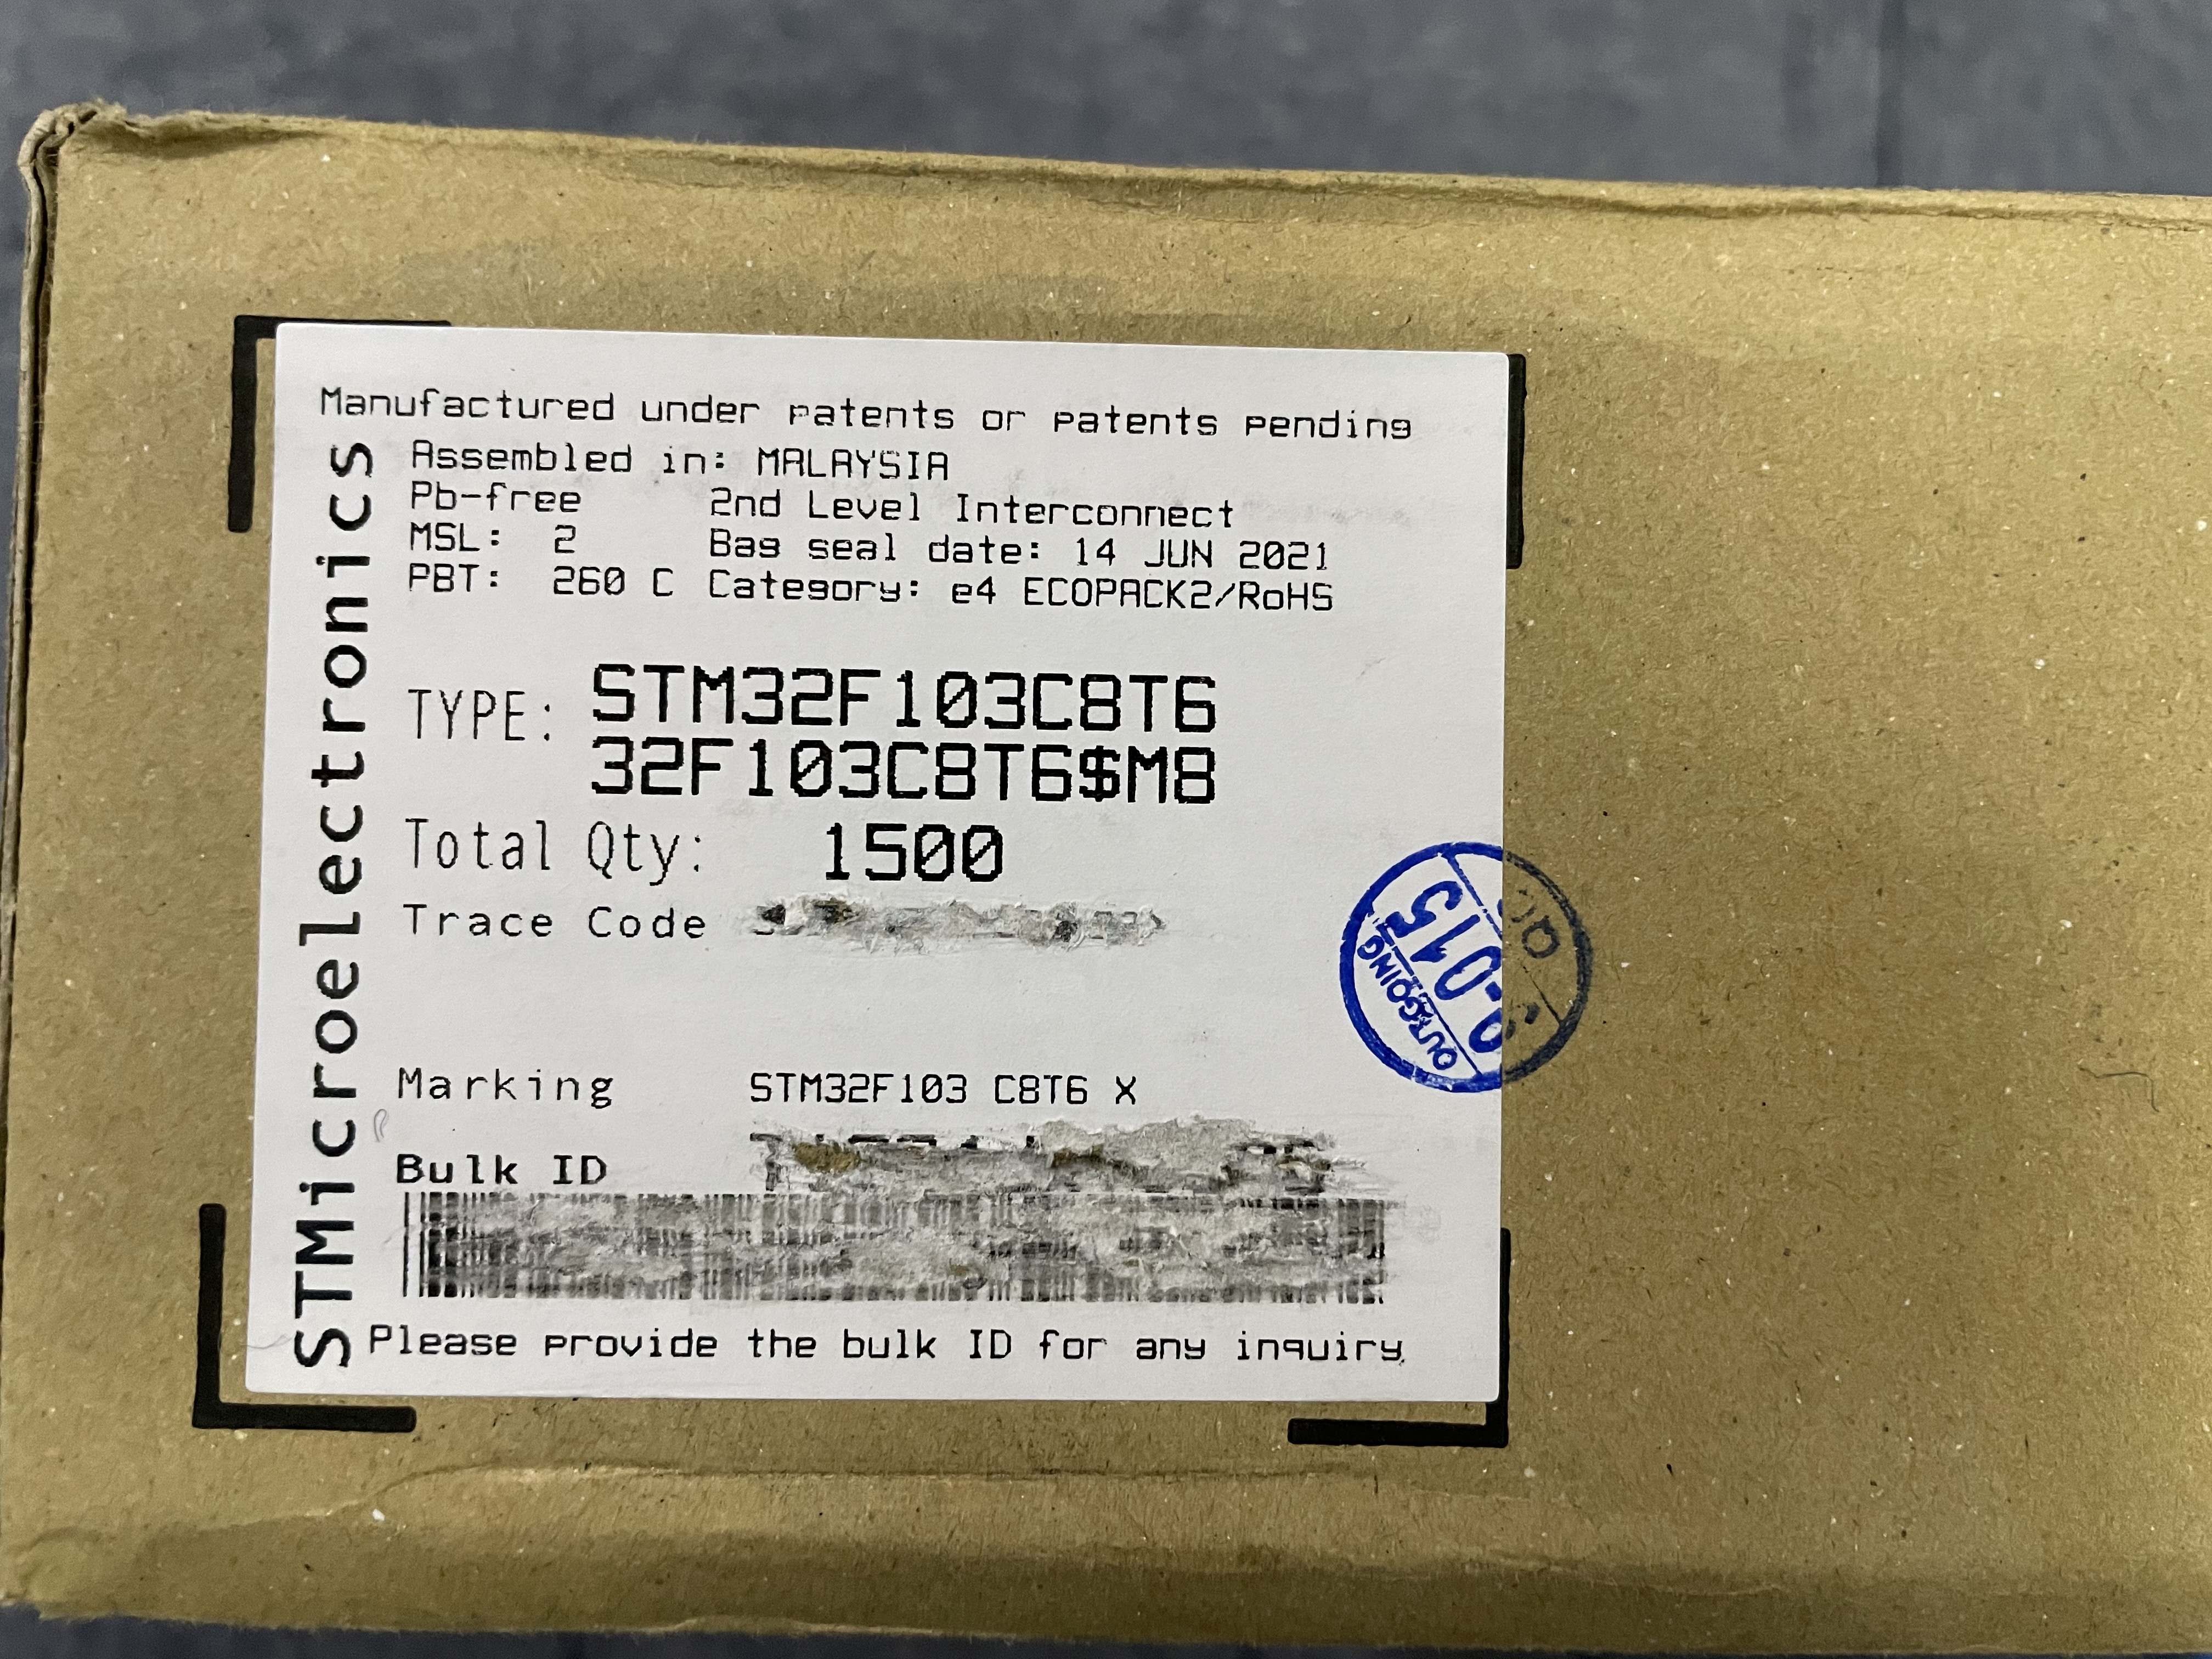 Manufactured under patents or patents pending
Assembled in: MALAYSIA
Pb-free 2nd Level Interconnect
MSL: 2 Bag seal date: 14 JUN 2021
PBT: 260 C Category: e4 ECOPACK2/RoHS
TYPE: STM32F103C8T6
32F103C8T6$M8
Total Qty: 1500
Trace Code
Marking STM32F103 C8T6 X
Bulk ID
Please provide the bulk ID for any inquiry.
STMicroelectronics
OUTGOING